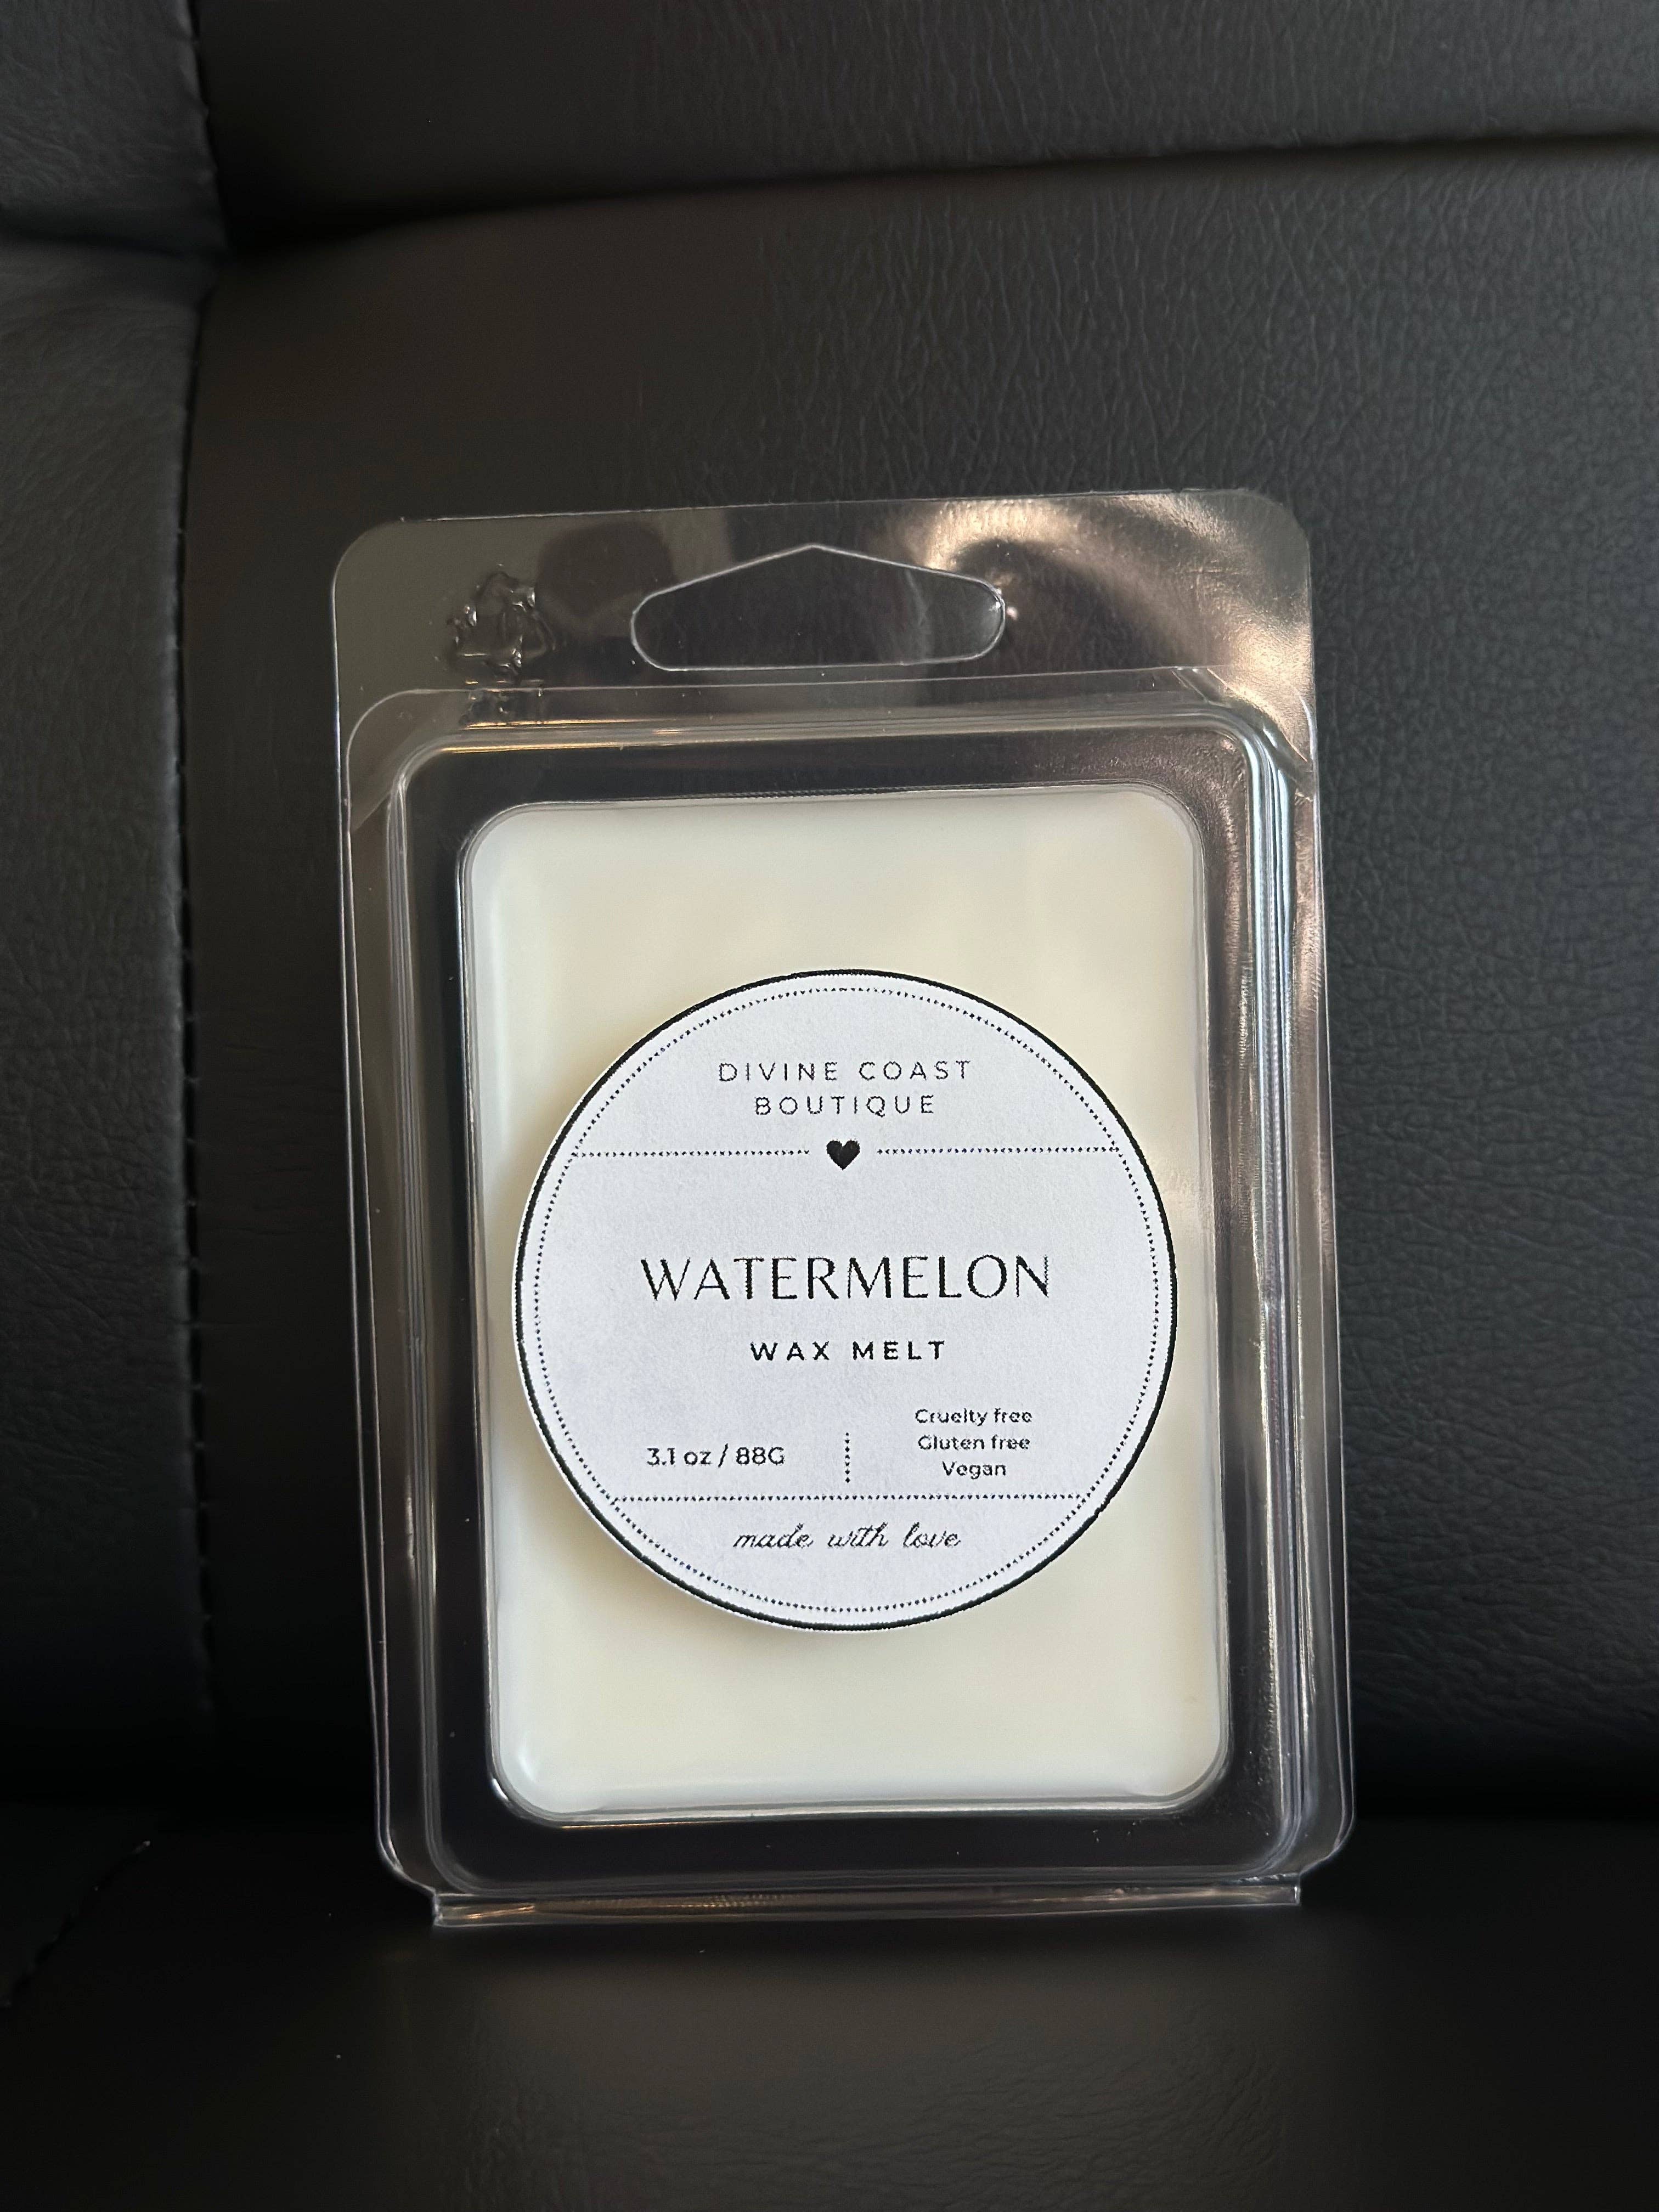 DIVINE COAST
BOUTIQUE
WATERMELON
WAX MELT
3.1 oz / 88G
Cruelty free
Gluten free
Vegan
made with love